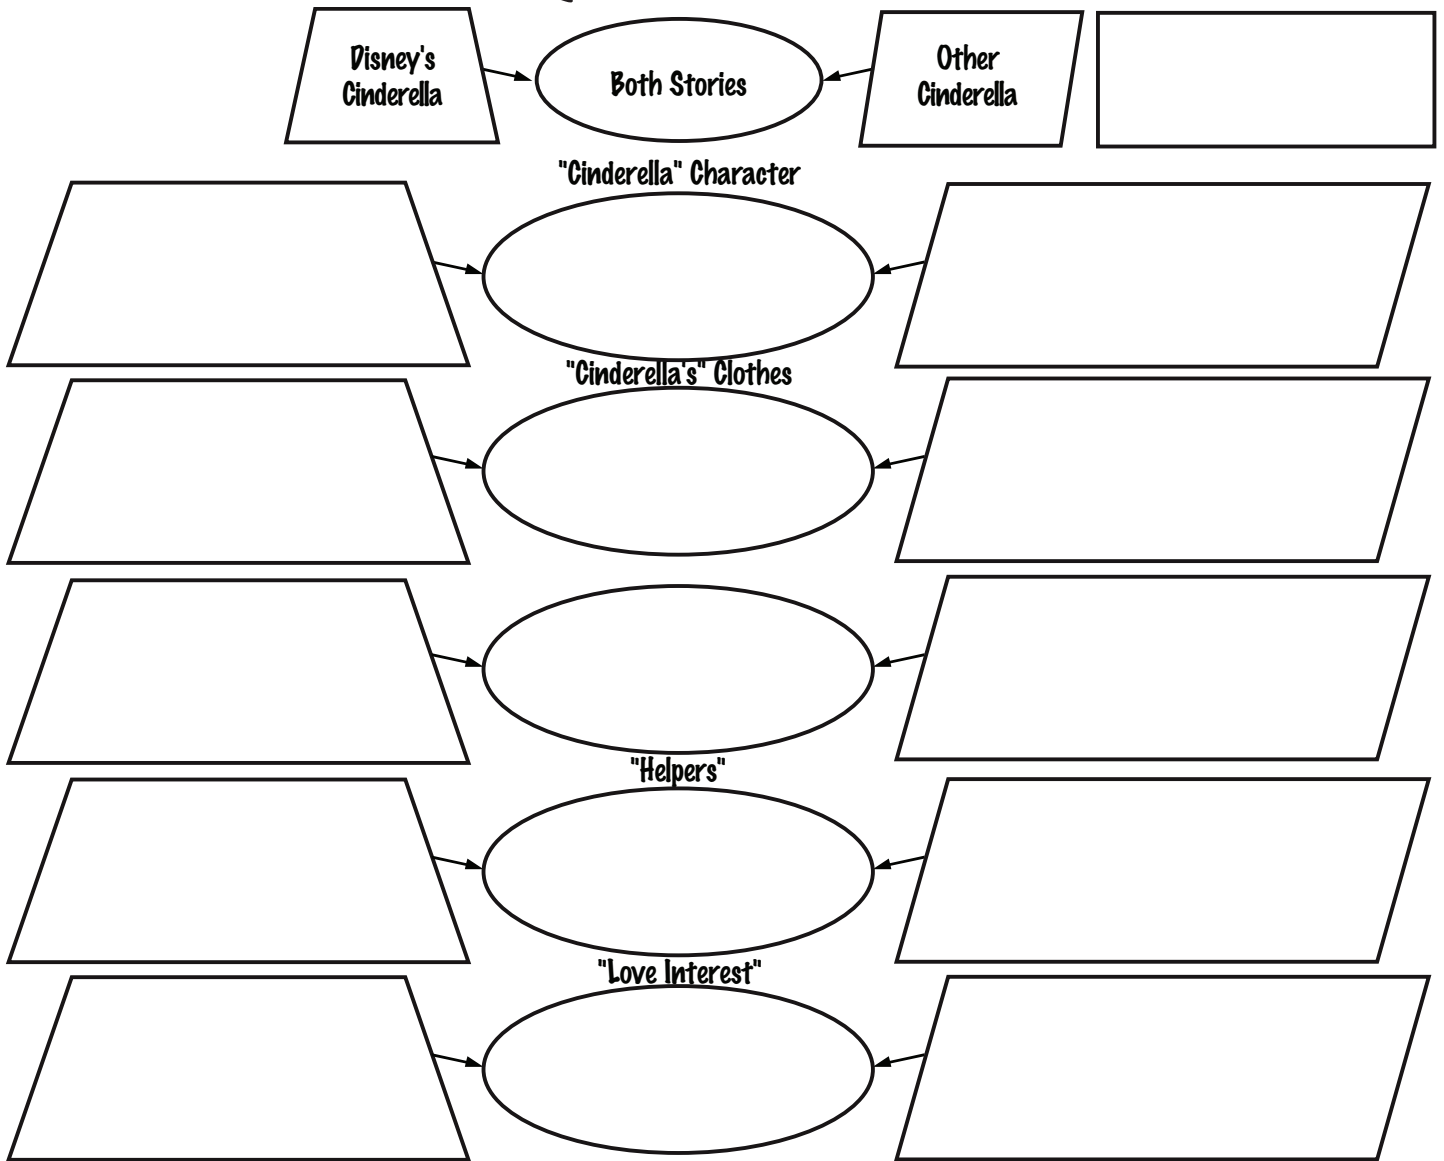 Disney's
Cinderella
Both Stories
Other
Cinderella
"Cinderella" Character
"Cinderella's" Clothes
"Helpers"
"Love Interest"